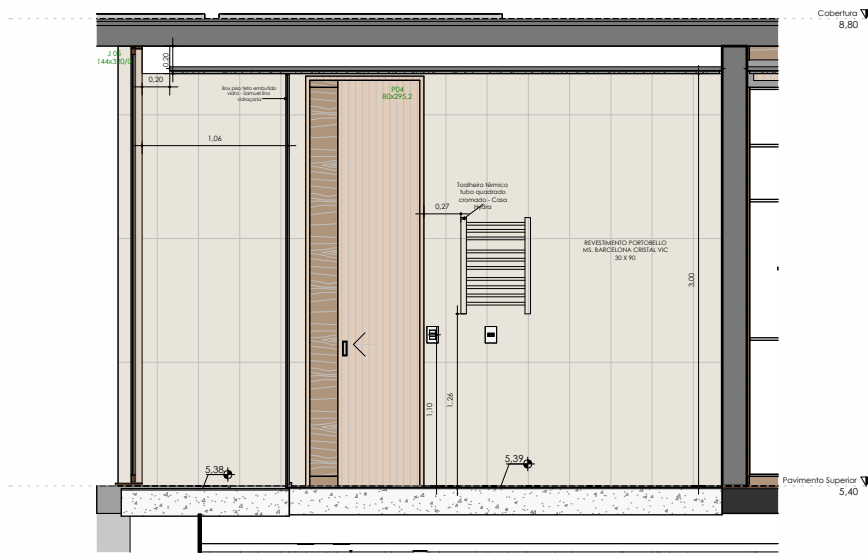 Cobertura
8,80
J 05
144x320/0
0,20
0,20
Box piso teto embutido
vidro - Samuel lino
vidraçaria
P04
80x295,2
1,06
Toalheiro térmico
tubo quadrado
cromado - Casa
Hydra
0,27
REVESTIMENTO PORTOBELLO
MS. BARCELONA CRISTAL VIC
30 X 90
3,00
1,10
1,26
5,38
5,39
Pavimento Superior
5,40